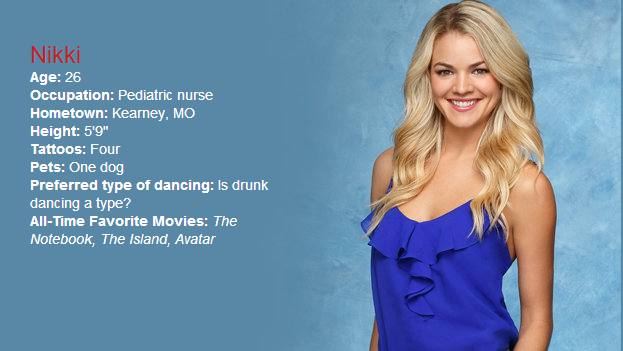 Nikki
Age: 26
Occupation: Pediatric nurse
Hometown: Kearney, MO
Height: 5'9"
Tattoos: Four
Pets: One dog
Preferred type of dancing: Is drunk
dancing a type?
All-Time Favorite Movies: The
Notebook, The Island, Avatar